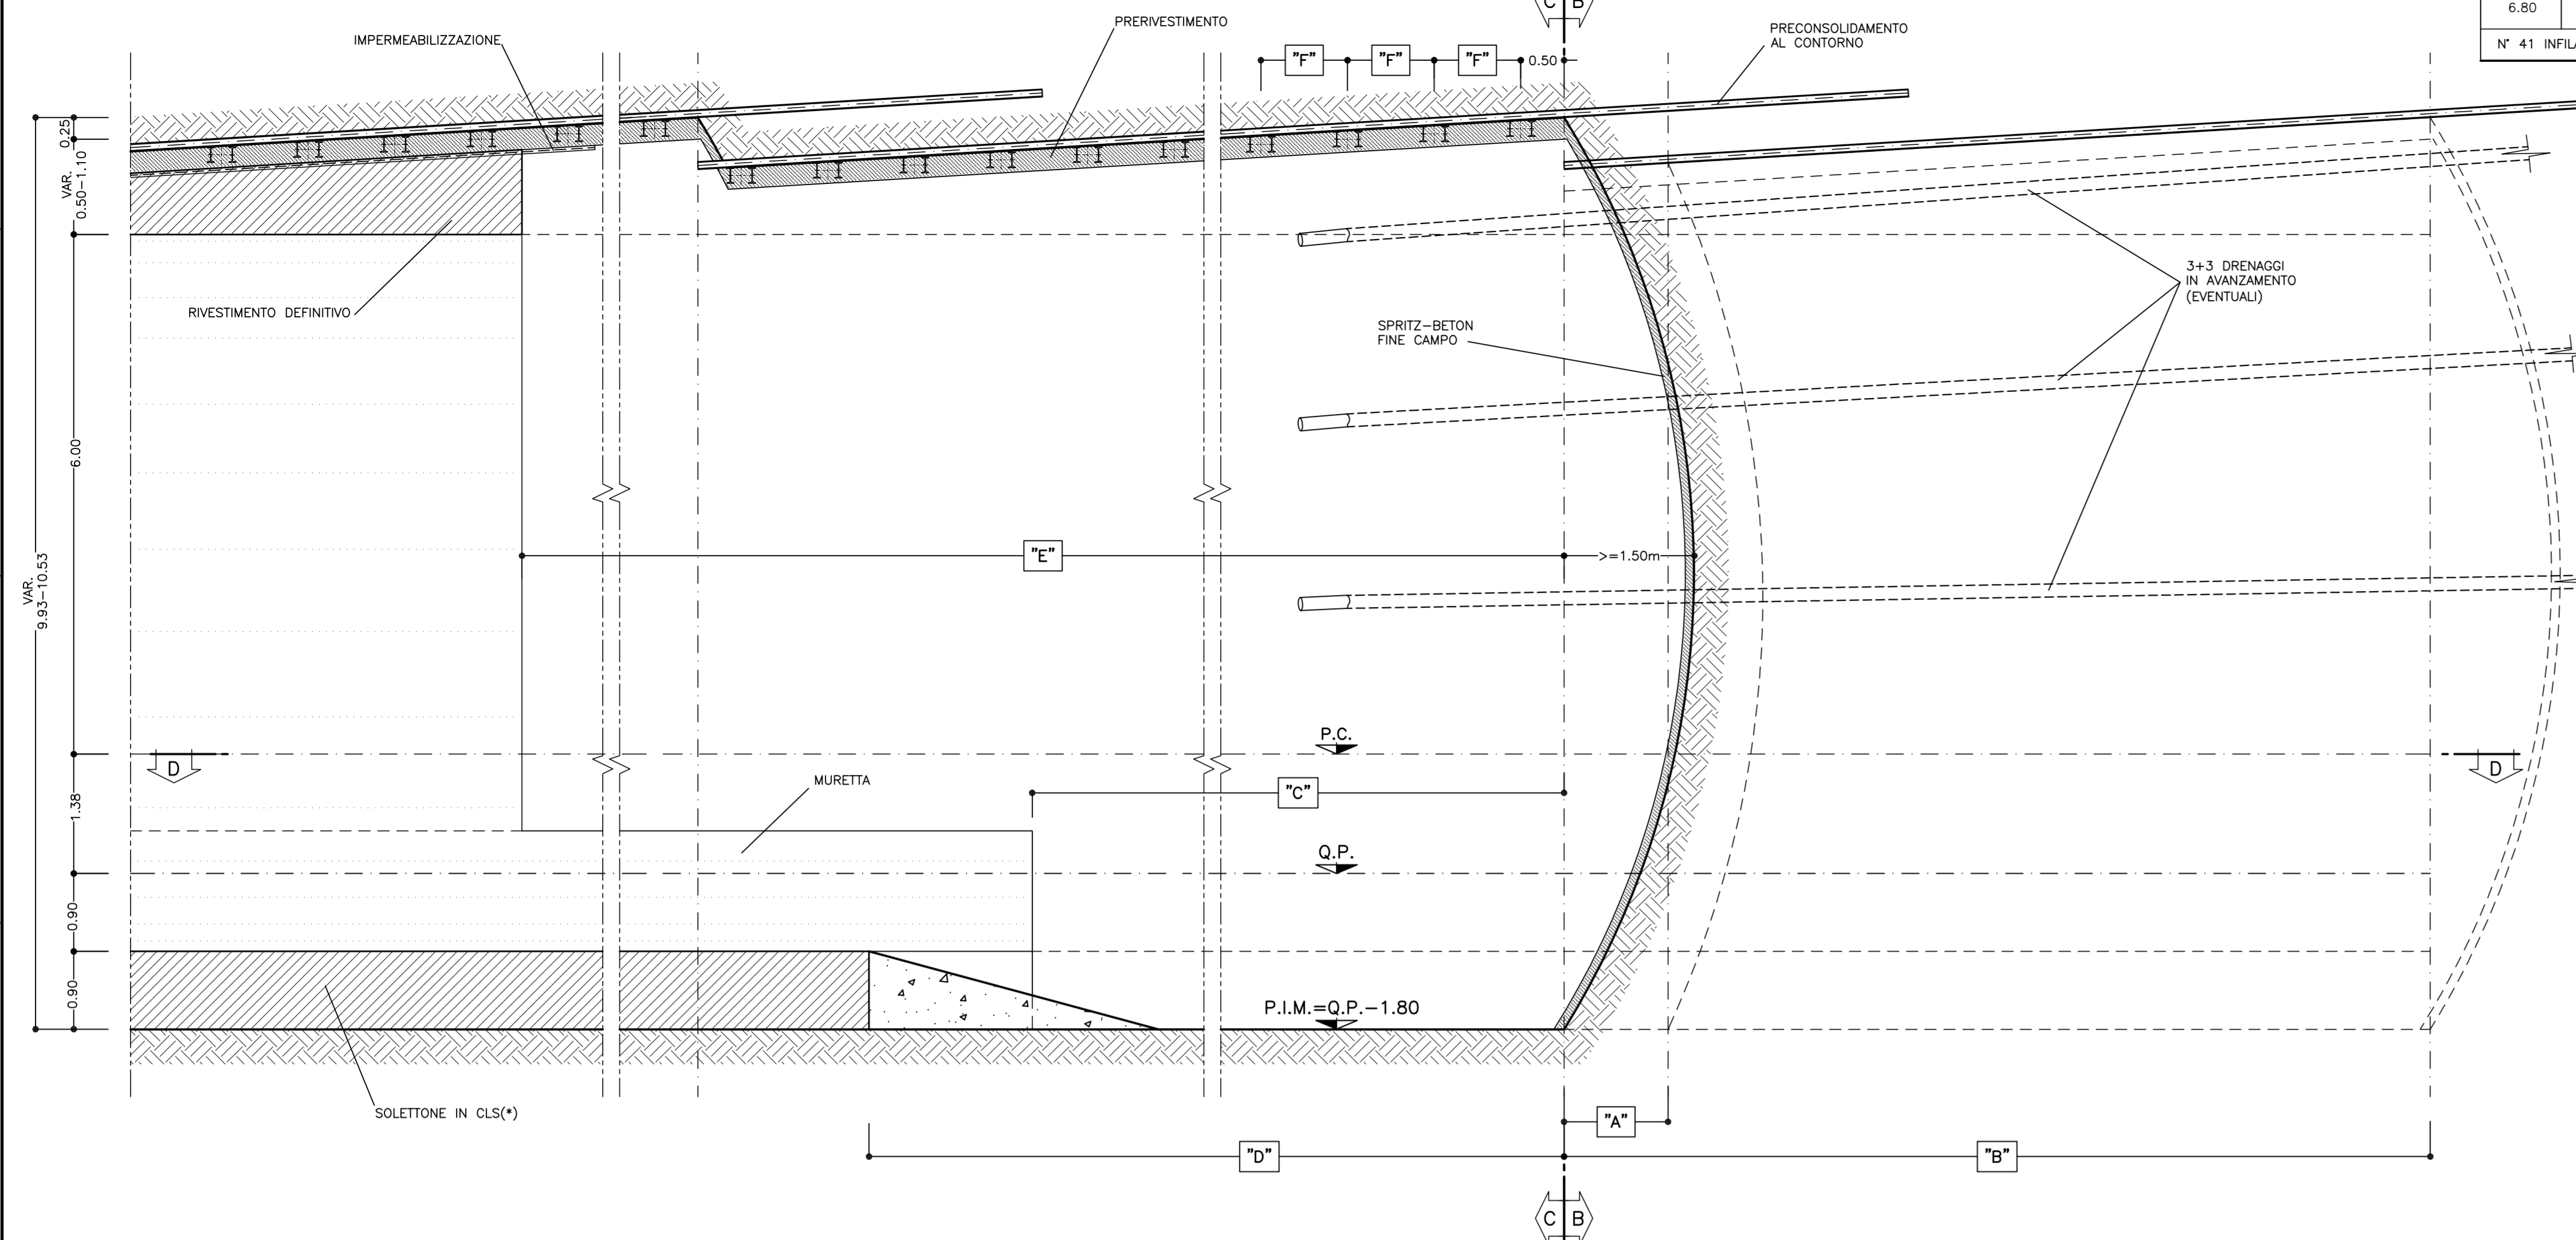 C B
6.80
N° 41 INFIL
PRERIVESTIMENTO
IMPERMEABILIZZAZIONE
PRECONSOLIDAMENTO
AL CONTORNO
"F" "F" "F" 0.50
0.25
VAR.
0.50-1.10
6.00
VAR.
9.93-10.53
1.38
0.90
0.90
RIVESTIMENTO DEFINITIVO
3+3 DRENAGGI
IN AVANZAMENTO
(EVENTUALI)
SPRITZ-BETON
FINE CAMPO
"E" >=1.50m
P.C.
D D
MURETTA
"C"
Q.P.
P.I.M.=Q.P.-1.80
SOLETTONE IN CLS(*)
"A"
"D" "B"
C B